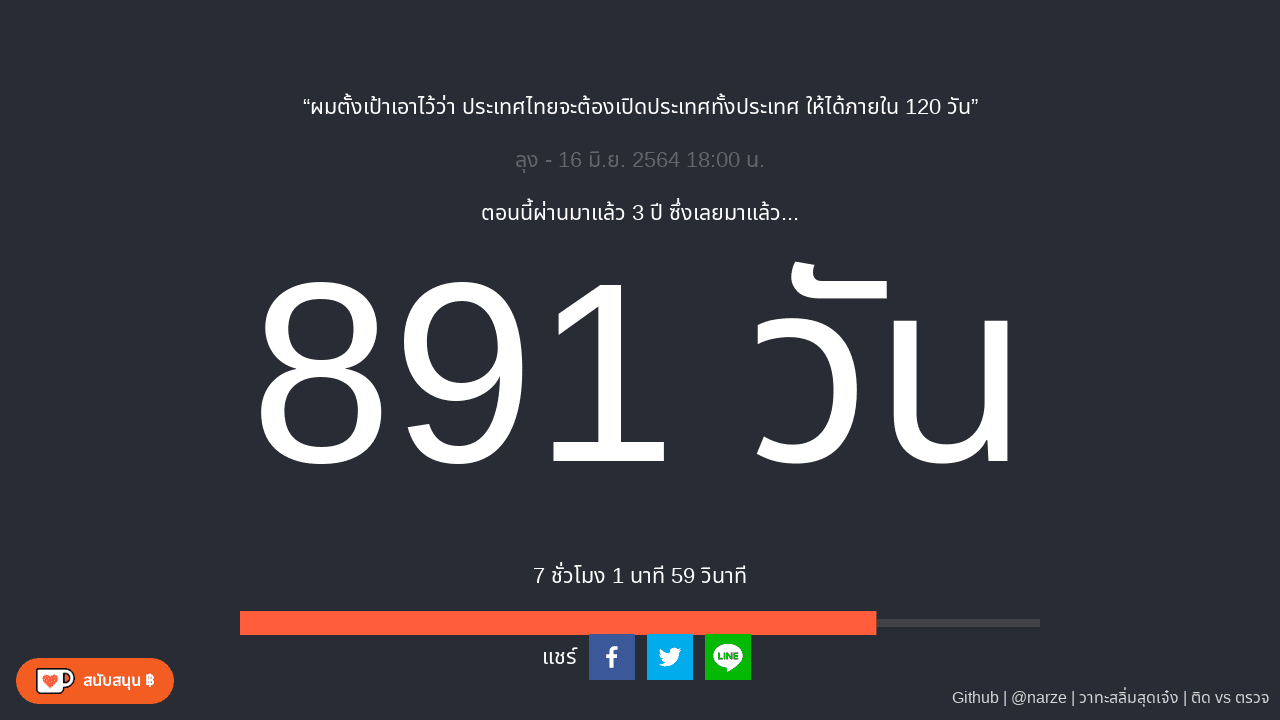 “ผมตั้งเป้าเอาไว้ว่า ประเทศไทยจะต้องเปิดประเทศทั้งประเทศ ให้ได้ภายใน 120 วัน”
ลุง - 16 มิ.ย. 2564 18:00 น.
ตอนนี้ผ่านมาแล้ว 3 ปี ซึ่งเลยมาแล้ว...
891 วัน
7 ชั่วโมง 1 นาที 59 วินาที
แชร์
LINE
สนับสนุน ฿
Github | @narze | วาทะสลิ่มสุดเจ๋ง | ติด vs ตรวจ